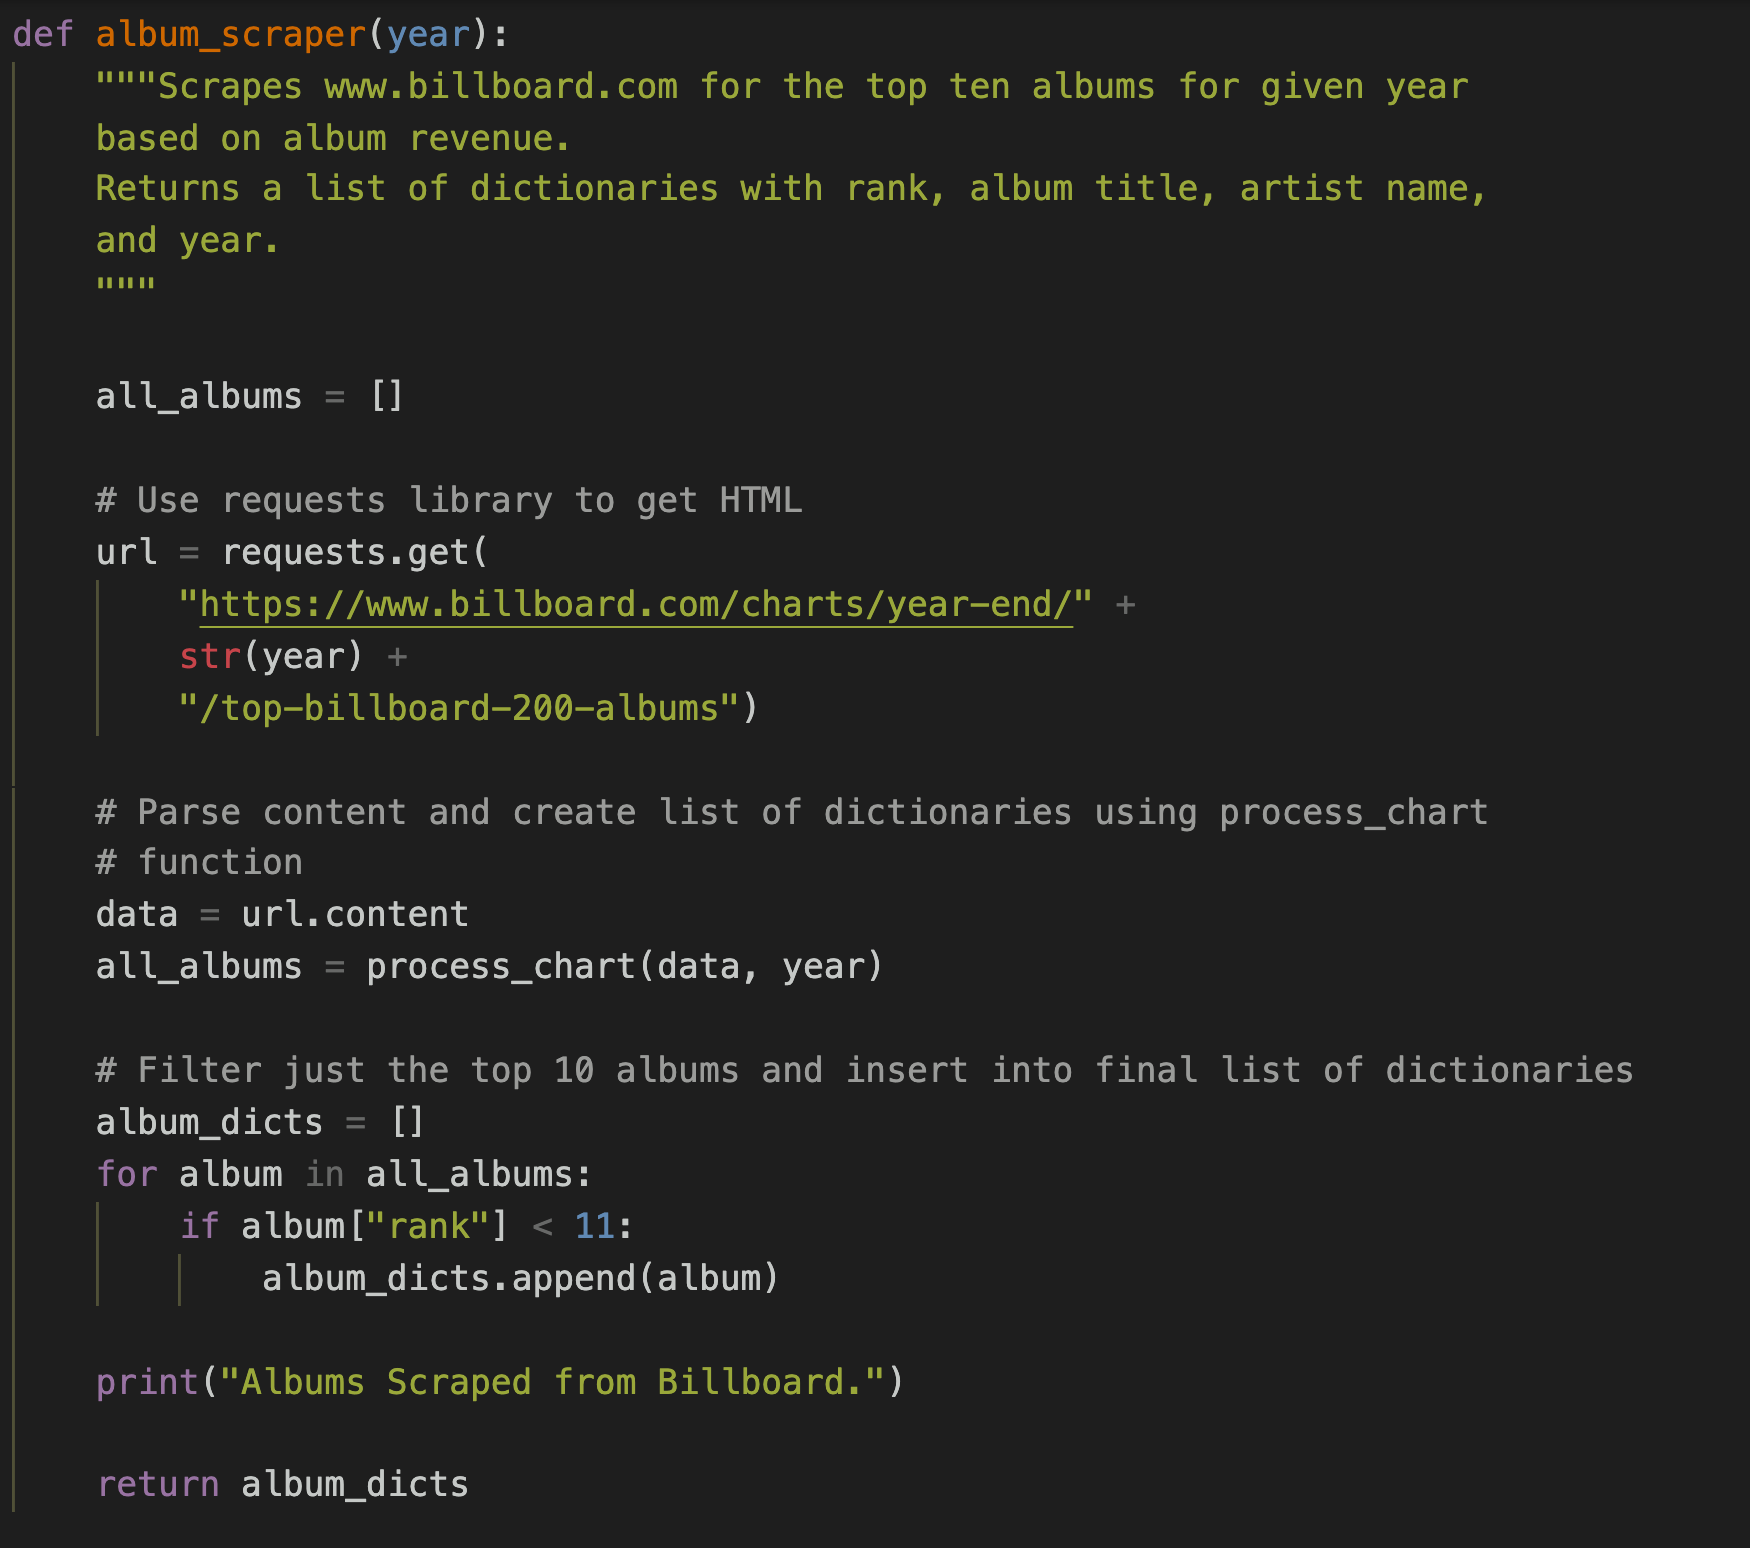 def album_scraper(year):
    """Scrapes www.billboard.com for the top ten albums for given year
    based on album revenue.
    Returns a list of dictionaries with rank, album title, artist name,
    and year.
    """
    all_albums = []
    # Use requests library to get HTML
    url = requests.get(
        "https://www.billboard.com/charts/year-end/" +
        str(year) +
        "/top-billboard-200-albums")
    # Parse content and create list of dictionaries using process_chart
    # function
    data = url.content
    all_albums = process_chart(data, year)
    # Filter just the top 10 albums and insert into final list of dictionaries
    album_dicts = []
    for album in all_albums:
        if album["rank"] < 11:
            album_dicts.append(album)
    print("Albums Scraped from Billboard.")
    return album_dicts